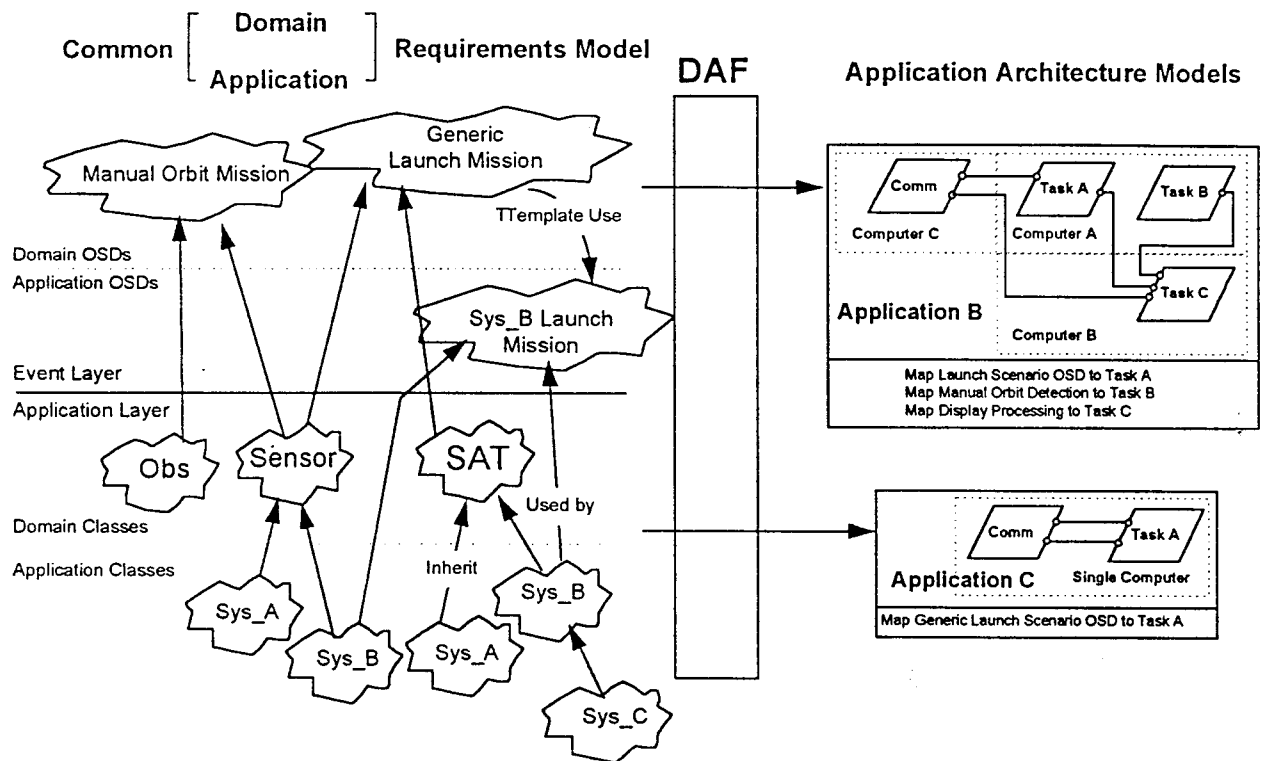 Common
Domain
Application
Requirements Model
DAF
Application Architecture Models
Manual Orbit Mission
Generic
Launch Mission
TTemplate Use
Domain OSDs
Application OSDs
Sys_B Launch
Mission
Event Layer
Application Layer
Obs
Sensor
SAT
Used by
Domain Classes
Application Classes
Inherit
Sys_A
Sys_B
Sys_A
Sys_B
Sys_C
Comm
Task A
Task B
Computer C
Computer A
Task C
Application B
Computer B
Map Launch Scenario OSD to Task A
Map Manual Orbit Detection to Task B
Map Display Processing to Task C
Comm
Task A
Application C
Single Computer
Map Generic Launch Scenario OSD to Task A